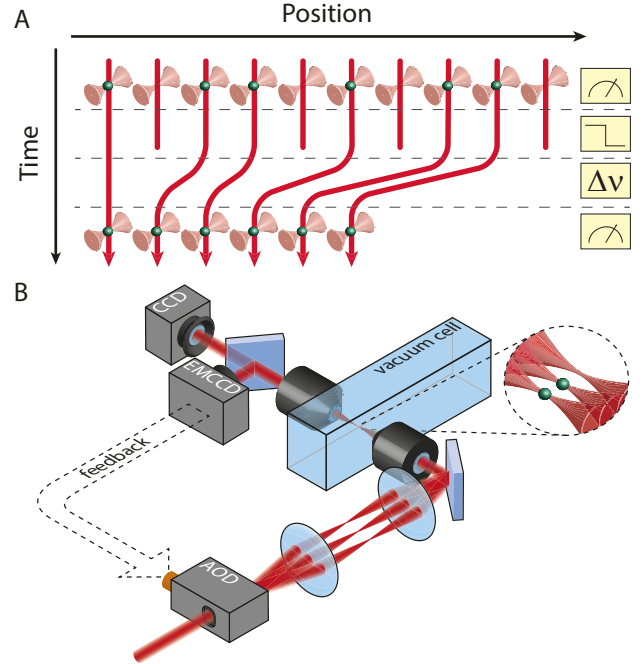 A
Position
Time
Δν
B
CCD
EMCCD
vacuum cell
feedback
AOD